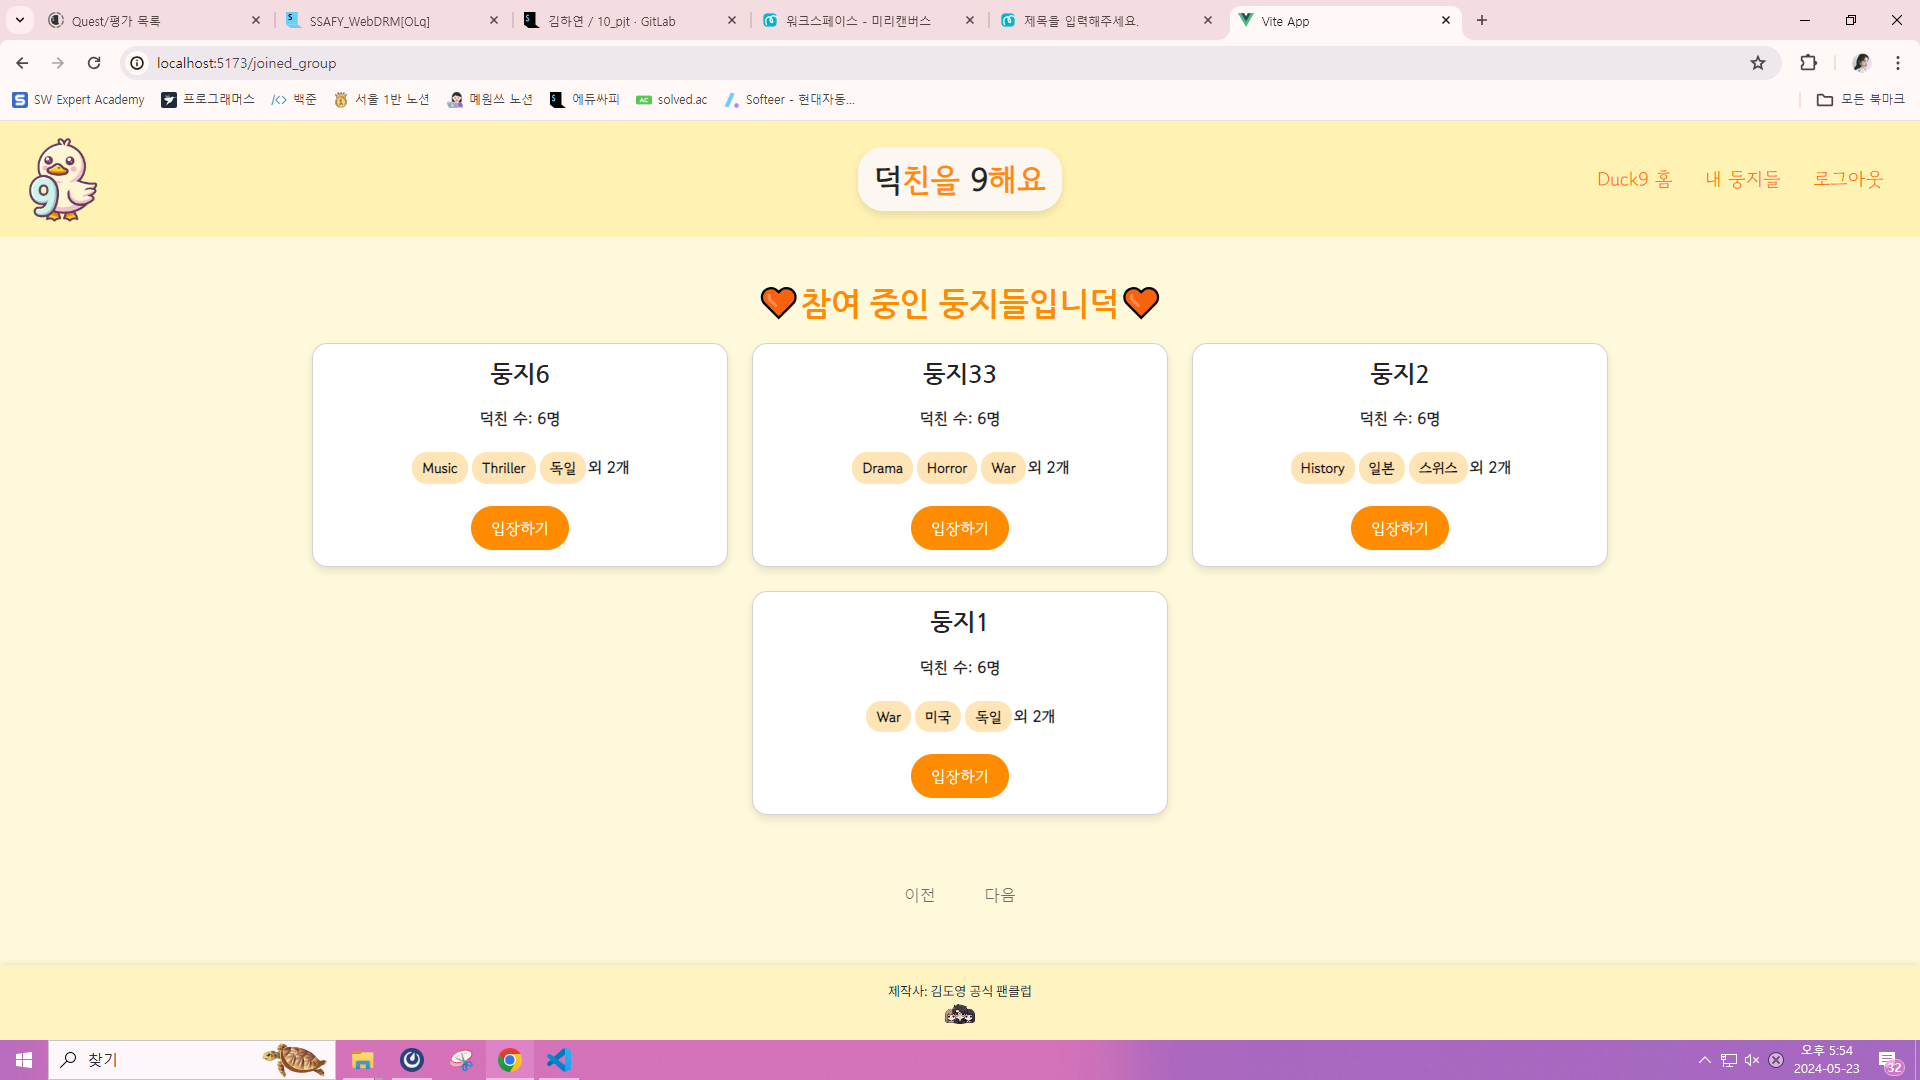 Quest/평가 목록
SSAFY_WebDRM[OLq]
김하연 / 10_pjt · GitLab
워크스페이스 - 미리캔버스
제목을 입력해주세요.
Vite App
localhost:5173/joined_group
SW Expert Academy
프로그래머스
백준
서울 1반 노션
몌원쓰 노션
에듀싸피
solved.ac
Softeer - 현대자동...
모든 북마크
9
덕친을 9해요
Duck9 홈
내 둥지들
로그아웃
참여 중인 둥지들입니덕
둥지6
덕친 수: 6명
Music Thriller 독일 외 2개
입장하기
둥지33
덕친 수: 6명
Drama Horror War 외 2개
입장하기
둥지2
덕친 수: 6명
History 일본 스위스 외 2개
입장하기
둥지1
덕친 수: 6명
War 미국 독일 외 2개
입장하기
이전
다음
제작사: 김도영 공식 팬클럽
찾기
오후 5:54
2024-05-23
32